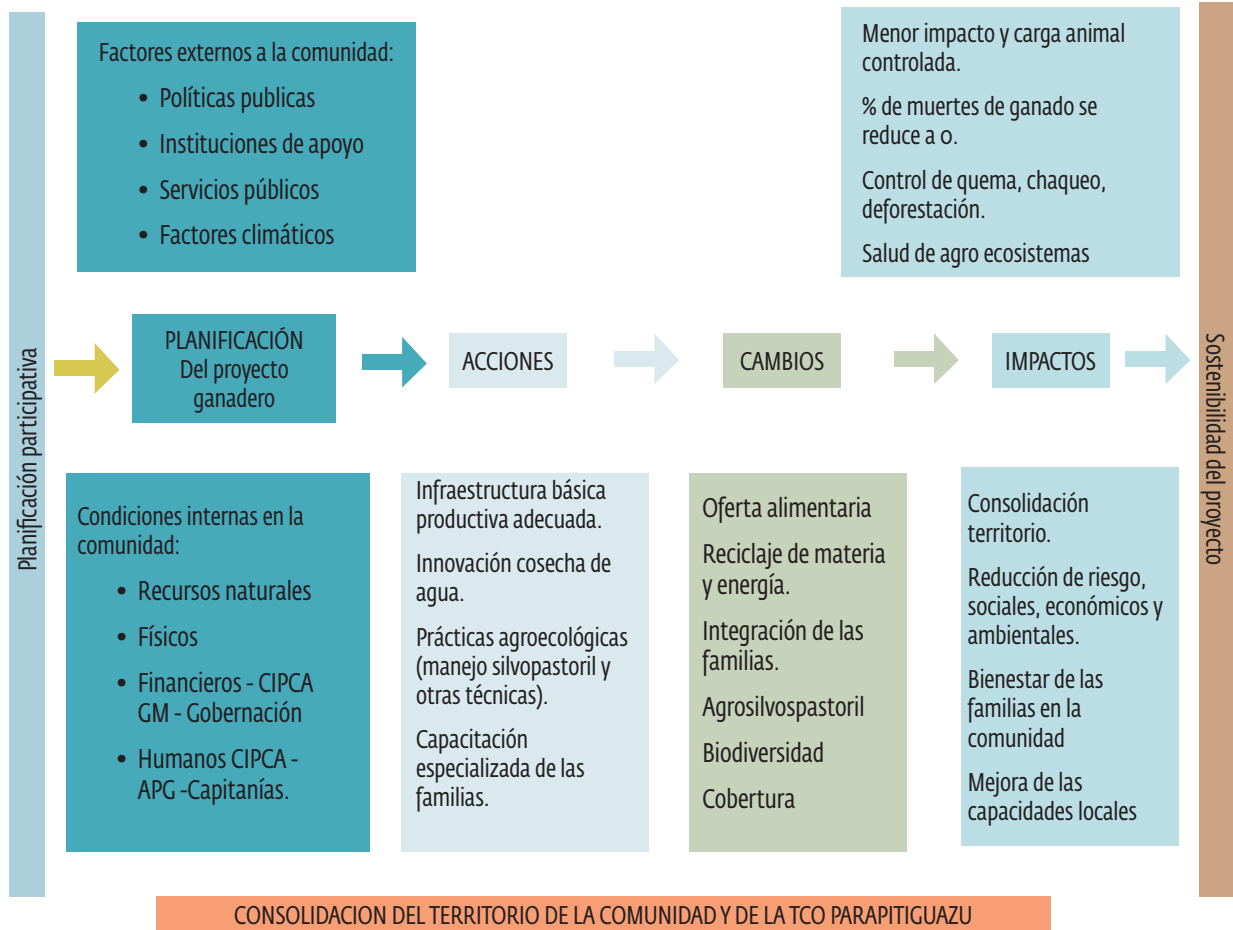 Planificación participativa
Factores externos a la comunidad:
• Políticas publicas
• Instituciones de apoyo
• Servicios públicos
• Factores climáticos
Menor impacto y carga animal
controlada.
% de muertes de ganado se
reduce a 0.
Control de quema, chaqueo,
deforestación.
Salud de agro ecosistemas
PLANIFICACIÓN
Del proyecto
ganadero
ACCIONES
CAMBIOS
IMPACTOS
Condiciones internas en la
comunidad:
• Recursos naturales
• Físicos
• Financieros - CIPCA
GM - Gobernación
• Humanos CIPCA -
APG -Capitanías.
Infraestructura básica
productiva adecuada.
Innovación cosecha de
agua.
Prácticas agroecológicas
(manejo silvopastoril y
otras técnicas).
Capacitación
especializada de las
familias.
Oferta alimentaria
Reciclaje de materia
y energía.
Integración de las
familias.
Agrosilvospastoril
Biodiversidad
Cobertura
Consolidación
territorio.
Reducción de riesgo,
sociales, económicos y
ambientales.
Bienestar de las
familias en la
comunidad
Mejora de las
capacidades locales
Sostenibilidad del proyecto
CONSOLIDACION DEL TERRITORIO DE LA COMUNIDAD Y DE LA TCO PARAPITIGUAZU